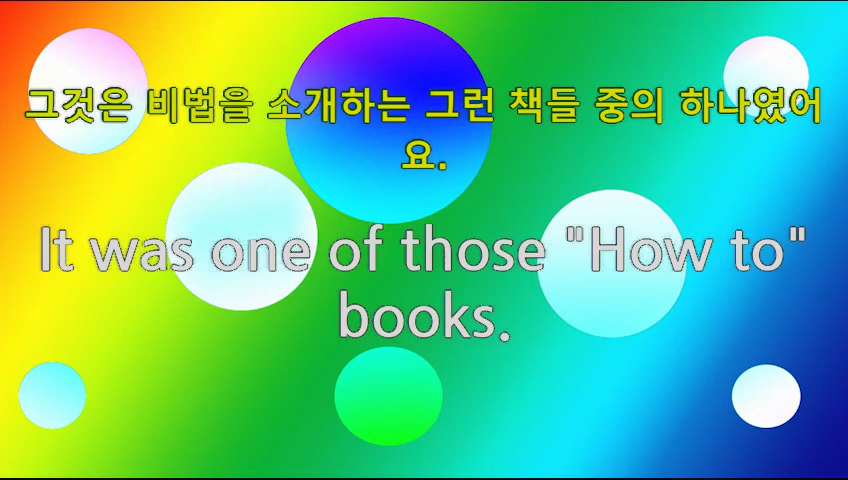 그것은 비법을 소개하는 그런 책들 중의 하나였어
요.
It was one of those "How to"
books.